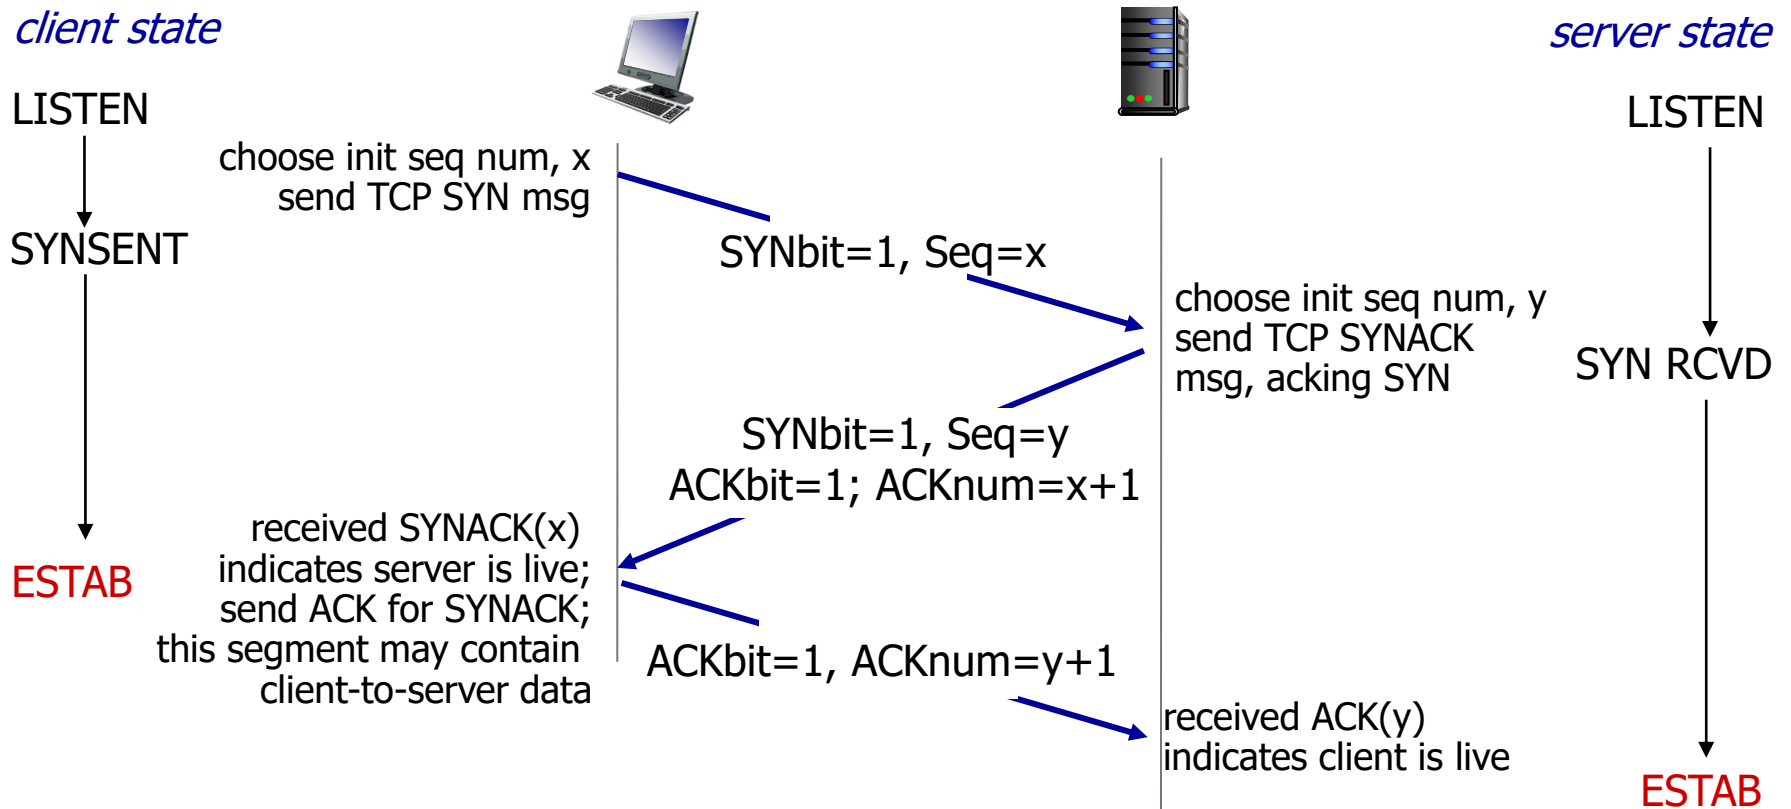 client state
server state
LISTEN
LISTEN
choose init seq num, x
send TCP SYN msg
SYNSENT
SYNbit=1, Seq=x
choose init seq num, y
send TCP SYNACK
msg, acking SYN
SYN RCVD
SYNbit=1, Seq=y
ACKbit=1; ACKnum=x+1
received SYNACK(x)
indicates server is live;
send ACK for SYNACK;
this segment may contain
client-to-server data
ESTAB
ACKbit=1, ACKnum=y+1
received ACK(y)
indicates client is live
ESTAB